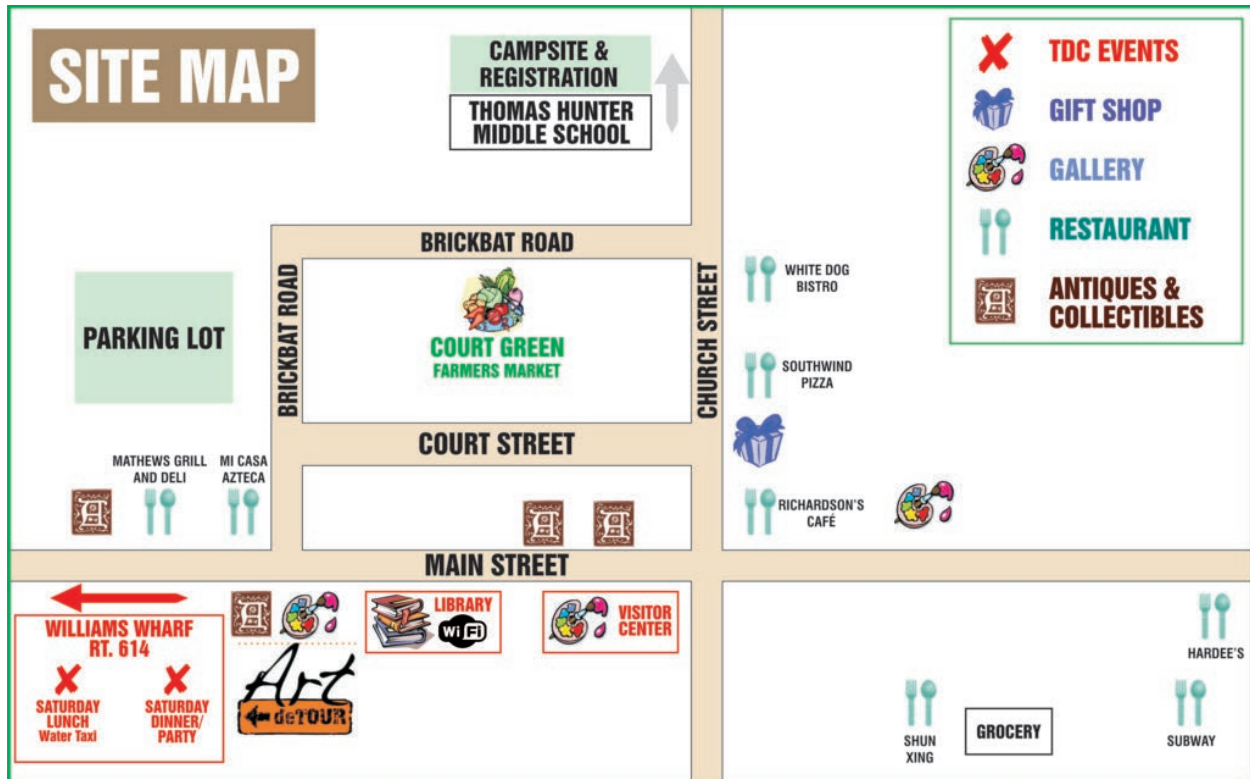 SITE MAP
CAMPSITE &
REGISTRATION
THOMAS HUNTER
MIDDLE SCHOOL
TDC EVENTS
GIFT SHOP
GALLERY
RESTAURANT
A
ANTIQUES &
COLLECTIBLES
BRICKBAT ROAD
BRICKBAT ROAD
CHURCH STREET
PARKING LOT
COURT GREEN
FARMERS MARKET
WHITE DOG
BISTRO
SOUTHWIND
PIZZA
COURT STREET
MATHEWS GRILL
AND DELI
MI CASA
AZTECA
A
A
A
RICHARDSON'S
CAFÉ
MAIN STREET
WILLIAMS WHARF
RT. 614
SATURDAY
LUNCH
Water Taxi
SATURDAY
DINNER/
PARTY
A
Art
deTOUR
LIBRARY
WiFi
VISITOR
CENTER
HARDEE'S
SHUN
XING
GROCERY
SUBWAY